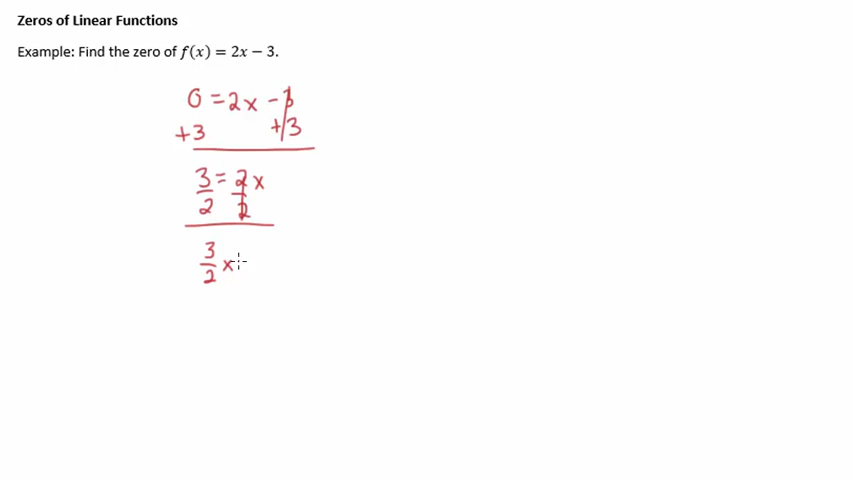 Zeros of Linear Functions
Example: Find the zero of f(x) = 2x − 3.
0 = 2x - 3
+3 +3
3/2 = 2x/2
3/2 x